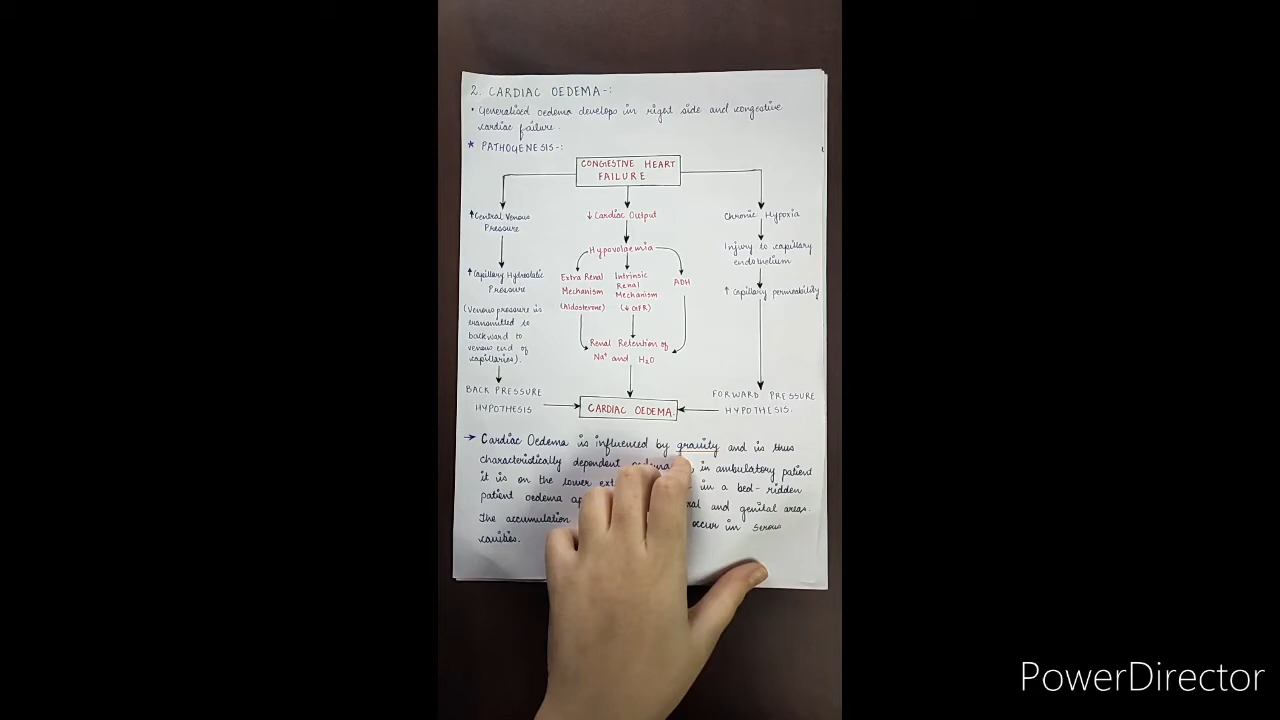 2. CARDIAC OEDEMA-:
• Generalised oedema develops in right side and congestive
cardiac failure.
* PATHOGENESIS-:
CONGESTIVE HEART
FAILURE
↑Central Venous
Pressure
↑Capillary Hydrostatic
Pressure
(Venous pressure is
transmitted to
backward to
venous end of
capillaries).
BACK PRESSURE
HYPOTHESIS
↓ Cardiac Output
Hypovolaemia
Extra Renal
Mechanism
(Aldosterone)
Intrinsic
Renal
Mechanism
(↓ GFR)
ADH
Renal Retention of
Na⁺ and H₂O
CARDIAC OEDEMA.
Chronic Hypoxia
Injury to capillary
endothelium
↑ Capillary permeability
FORWARD PRESSURE
HYPOTHESIS.
→ Cardiac Oedema is influenced by gravity and is thus
characteristically dependent oedema in ambulatory patient
it is on the lower in a bed-ridden
patient oedema and genital areas.
The accumulation occur in serous
cavities.
PowerDirector